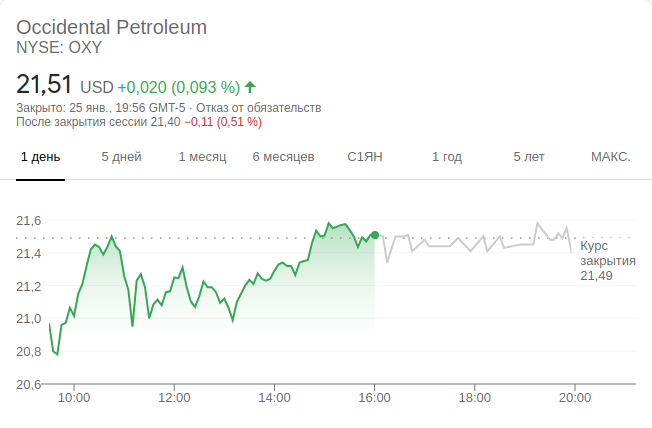 Occidental Petroleum
NYSE: OXY
21,51 USD +0,020 (0,093 %)
Закрыто: 25 янв., 19:56 GMT-5 · Отказ от обязательств
После закрытия сессии 21,40 −0,11 (0,51 %)
1 день 5 дней 1 месяц 6 месяцев С1ЯН 1 год 5 лет МАКС.
21,6
21,4
21,2
21,0
20,8
20,6
Курс
закрытия
21,49
10:00 12:00 14:00 16:00 18:00 20:00